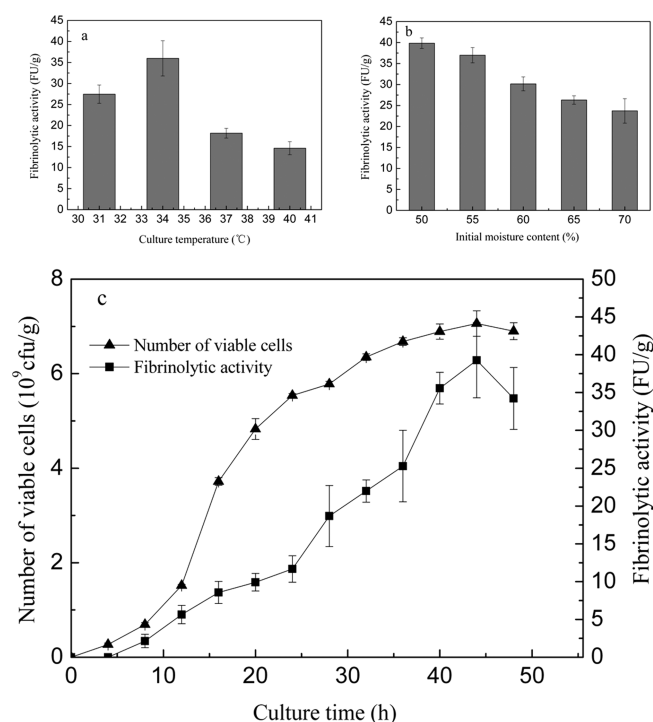 a
Fibrinolytic activity (FU/g)
45
40
35
30
25
20
15
10
5
0
30 31 32 33 34 35 36 37 38 39 40 41
Culture temperature (℃)
b
Fibrinolytic activity (FU/g)
45
40
35
30
25
20
15
10
5
0
50 55 60 65 70
Initial moisture content (%)
c
Number of viable cells
Fibrinolytic activity
Number of viable cells (10⁹cfu/g)
8
6
4
2
0
Fibrinolytic activity (FU/g)
50
45
40
35
30
25
20
15
10
5
0
0 10 20 30 40 50
Culture time (h)